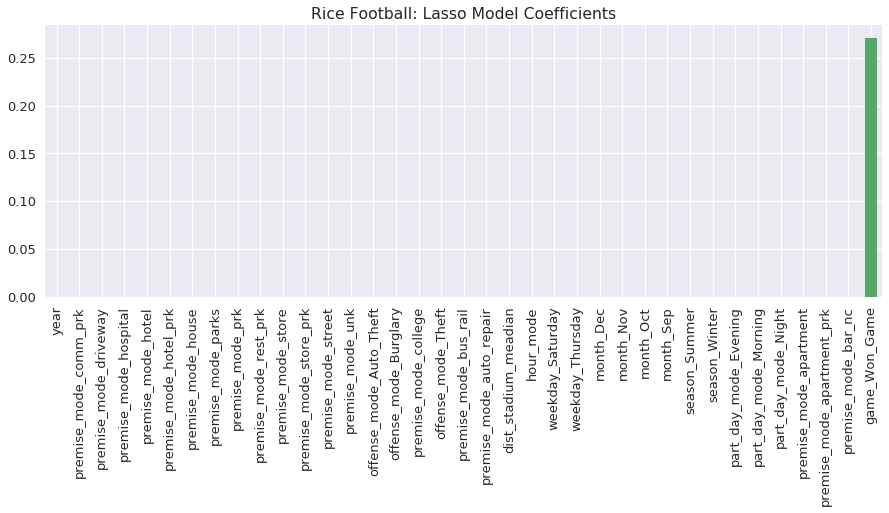 Rice Football: Lasso Model Coefficients
0.25
0.20
0.15
0.10
0.05
0.00
year
premise_mode_comm_prk
premise_mode_driveway
premise_mode_hospital
premise_mode_hotel
premise_mode_hotel_prk
premise_mode_house
premise_mode_parks
premise_mode_prk
premise_mode_rest_prk
premise_mode_store
premise_mode_store_prk
premise_mode_street
premise_mode_unk
offense_mode_Auto_Theft
offense_mode_Burglary
premise_mode_college
offense_mode_Theft
premise_mode_bus_rail
premise_mode_auto_repair
dist_stadium_meadian
hour_mode
weekday_Saturday
weekday_Thursday
month_Dec
month_Nov
month_Oct
month_Sep
season_Summer
season_Winter
part_day_mode_Evening
part_day_mode_Morning
part_day_mode_Night
premise_mode_apartment
premise_mode_apartment_prk
premise_mode_bar_nc
game_Won_Game